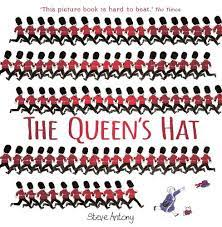 'This picture book is hard to beat.' The Times
THE QUEEN'S HAT
Steve Antony